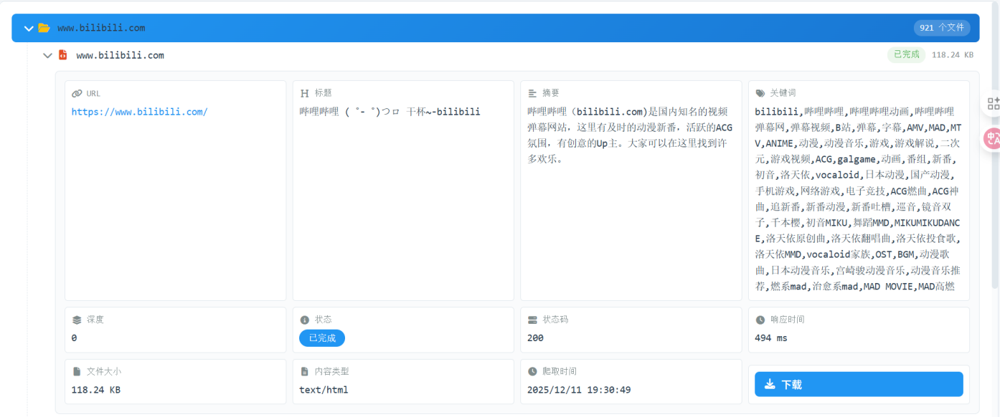 www.bilibili.com
921 个文件
www.bilibili.com
已完成
118.24 KB
URL
https://www.bilibili.com/
标题
哔哩哔哩 ( ゜- ゜)つロ 干杯~-bilibili
摘要
哔哩哔哩（bilibili.com)是国内知名的视频
弹幕网站，这里有及时的动漫新番，活跃的ACG
氛围，有创意的Up主。大家可以在这里找到许
多欢乐。
关键词
bilibili,哔哩哔哩,哔哩哔哩动画,哔哩哔哩
弹幕网,弹幕视频,B站,弹幕,字幕,AMV,MAD,MT
V,ANIME,动漫,动漫音乐,游戏,游戏解说,二次
元,游戏视频,ACG,galgame,动画,番组,新番,
初音,洛天依,vocaloid,日本动漫,国产动漫,
手机游戏,网络游戏,电子竞技,ACG燃曲,ACG神
曲,追新番,新番动漫,新番吐槽,巡音,镜音双
子,千本樱,初音MIKU,舞蹈MMD,MIKUMIKUDANC
E,洛天依原创曲,洛天依翻唱曲,洛天依投食歌,
洛天依MMD,vocaloid家族,OST,BGM,动漫歌
曲,日本动漫音乐,宫崎骏动漫音乐,动漫音乐推
荐,燃系mad,治愈系mad,MAD MOVIE,MAD高燃
深度
0
状态
已完成
状态码
200
响应时间
494 ms
文件大小
118.24 KB
内容类型
text/html
爬取时间
2025/12/11 19:30:49
下载
中A